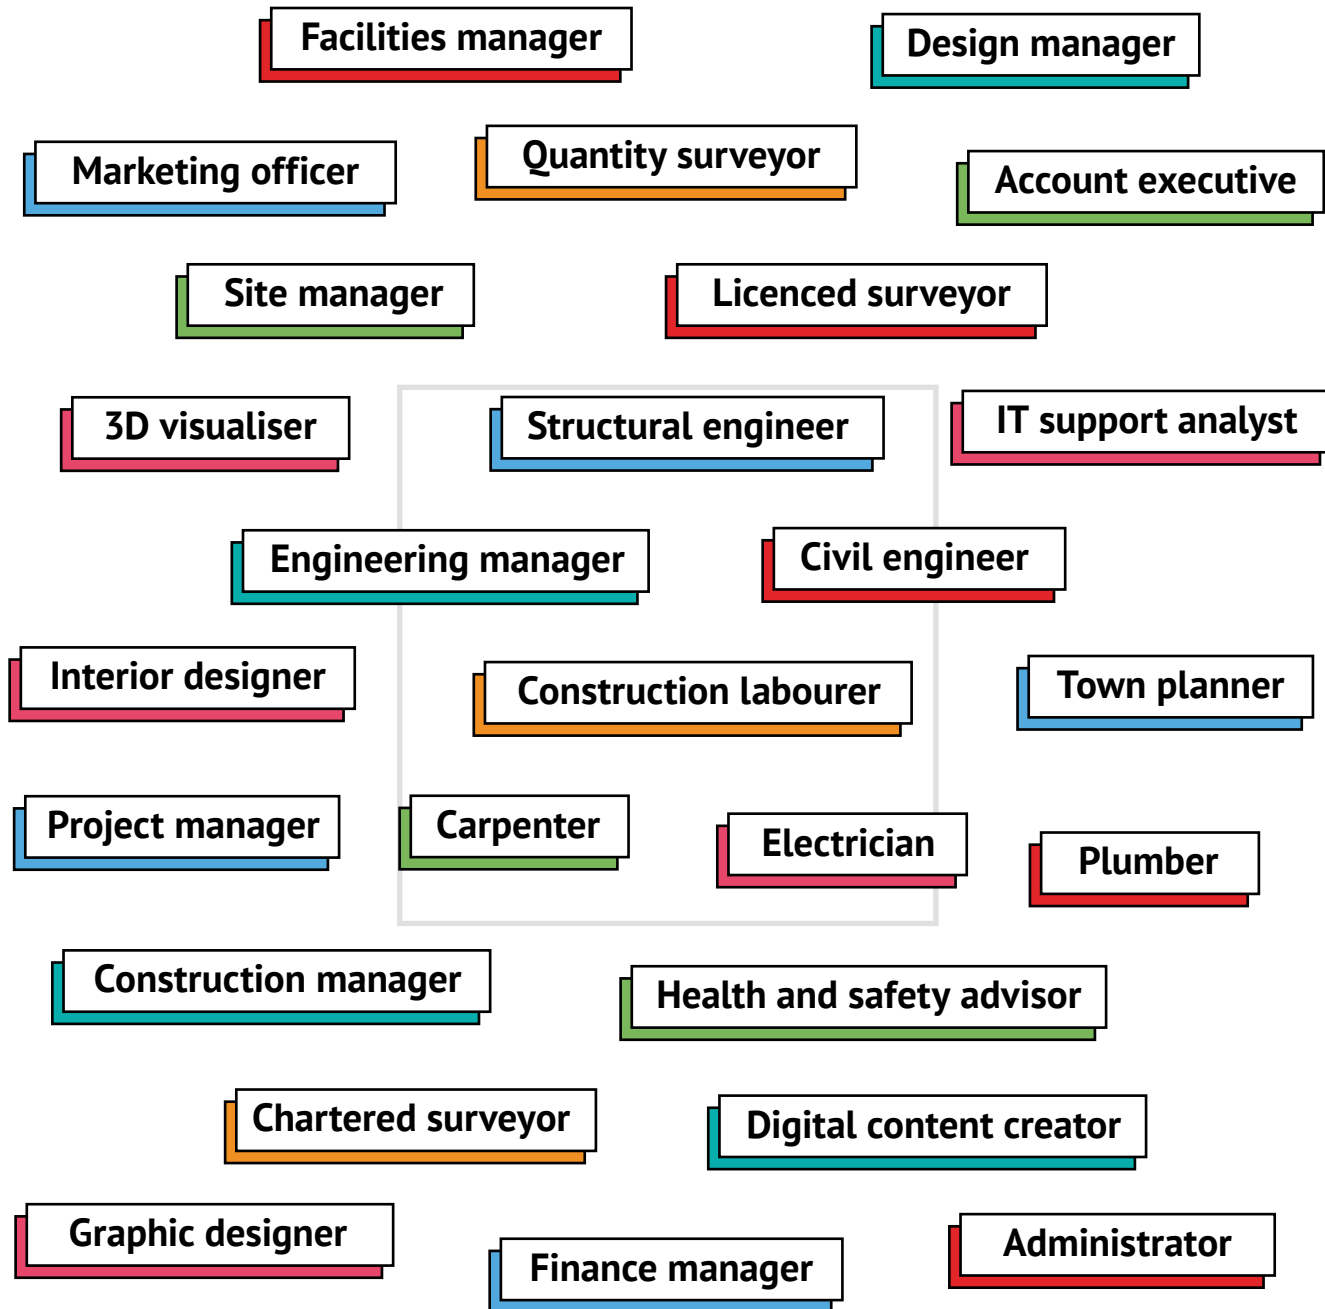 Facilities manager
Design manager
Marketing officer
Quantity surveyor
Account executive
Site manager
Licenced surveyor
3D visualiser
Structural engineer
IT support analyst
Engineering manager
Civil engineer
Interior designer
Construction labourer
Town planner
Project manager
Carpenter
Electrician
Plumber
Construction manager
Health and safety advisor
Chartered surveyor
Digital content creator
Graphic designer
Finance manager
Administrator